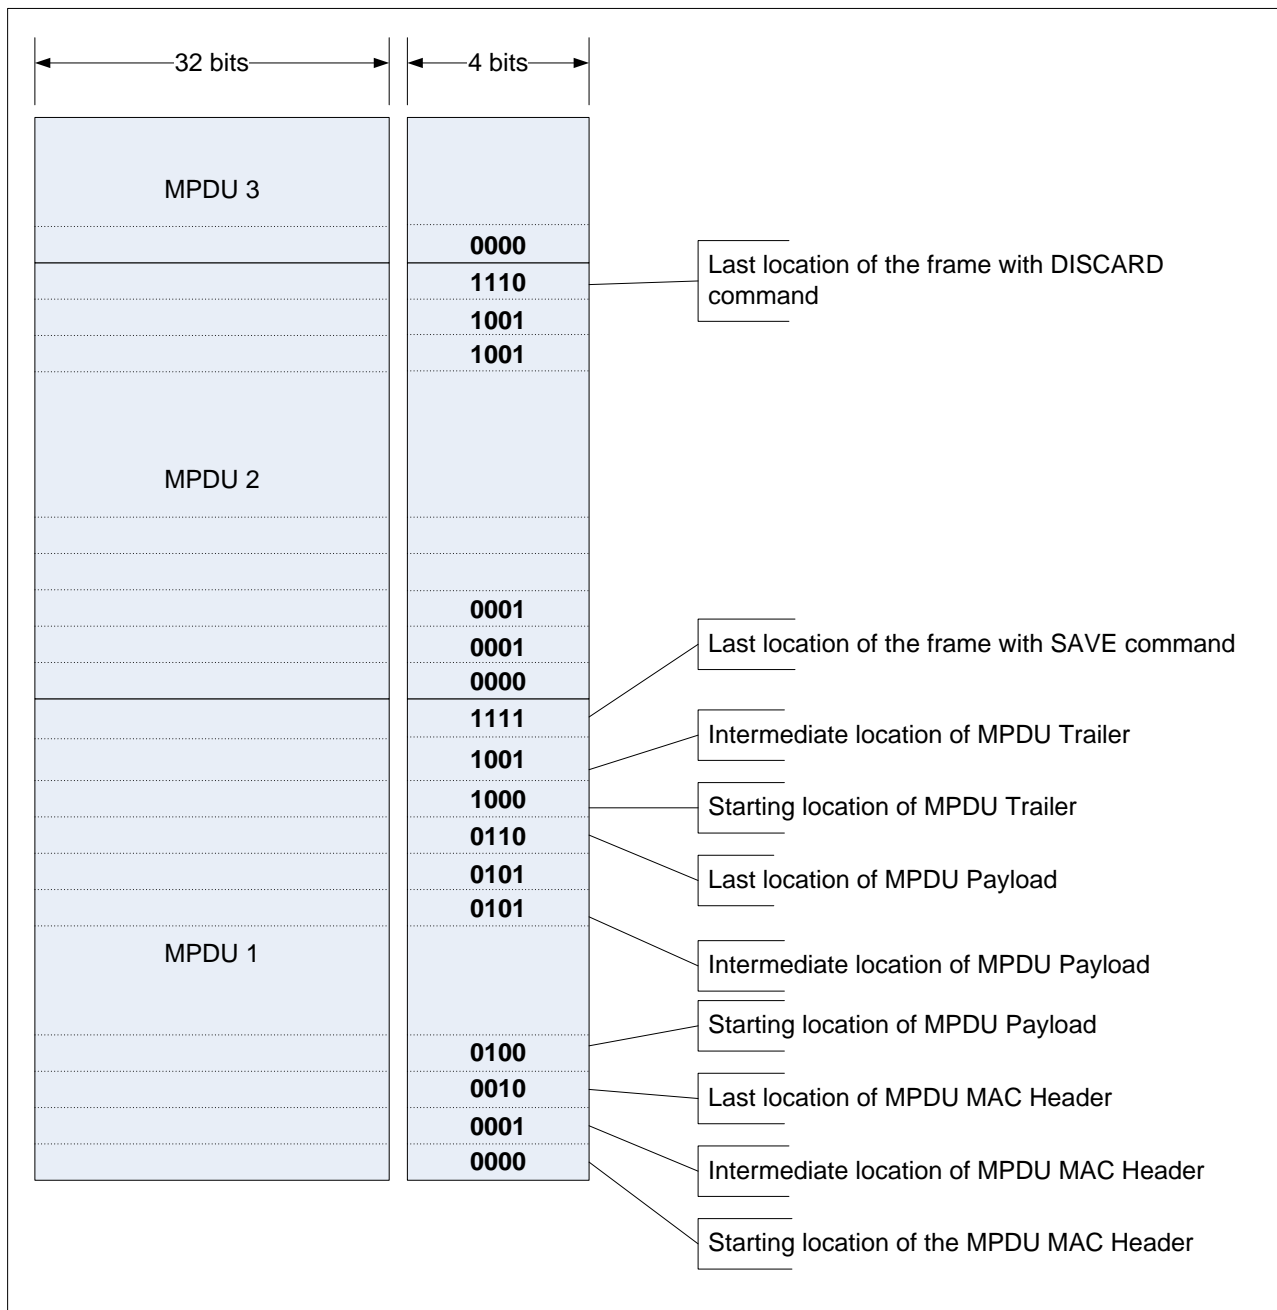 32 bits
4 bits
MPDU 3
0000
1110
Last location of the frame with DISCARD
command
1001
1001
MPDU 2
0001
0001
Last location of the frame with SAVE command
0000
1111
Intermediate location of MPDU Trailer
1001
1000
Starting location of MPDU Trailer
0110
0101
Last location of MPDU Payload
0101
MPDU 1
Intermediate location of MPDU Payload
Starting location of MPDU Payload
0100
0010
Last location of MPDU MAC Header
0001
0000
Intermediate location of MPDU MAC Header
Starting location of the MPDU MAC Header